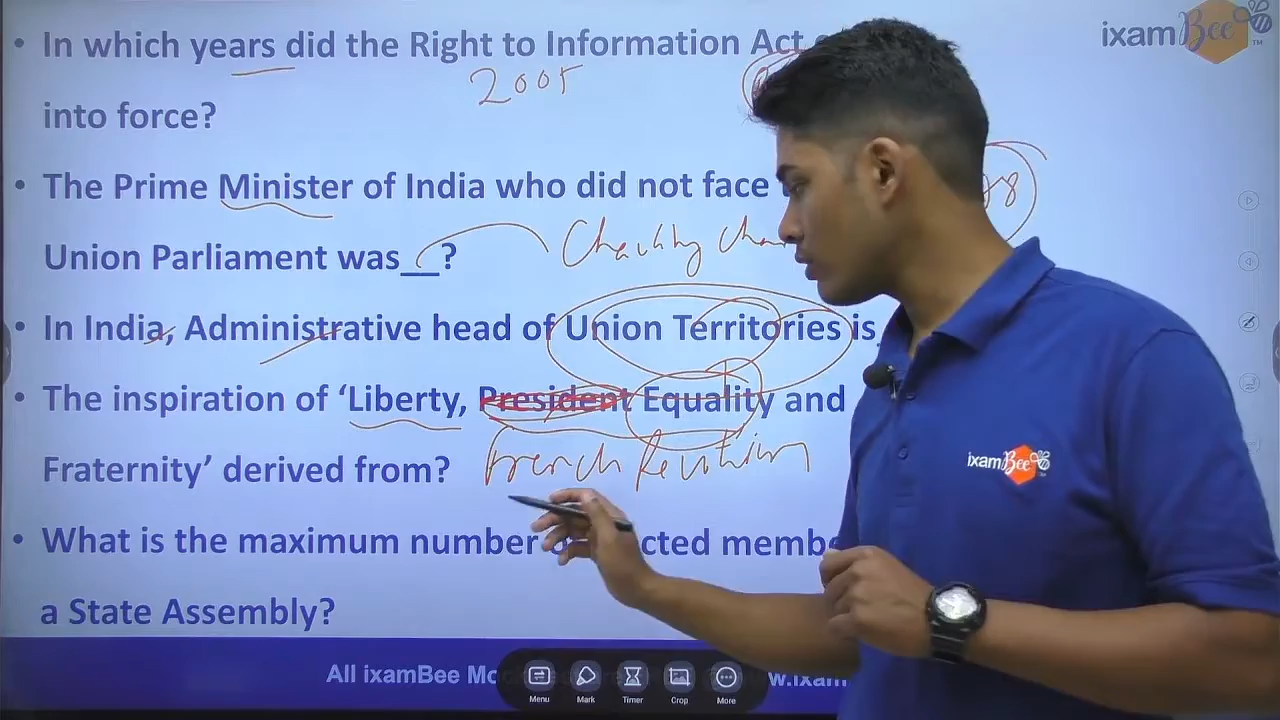 ixamBee TM
• In which years did the Right to Information Act
2005
into force?
• The Prime Minister of India who did not face
Union Parliament was__?
• In India, Administrative head of Union Territories is
• The inspiration of ‘Liberty, President Equality and
Fraternity’ derived from?
French
• What is the maximum number membe
a State Assembly?
ixamBee
All ixamBee
Menu Mark Timer Crop More